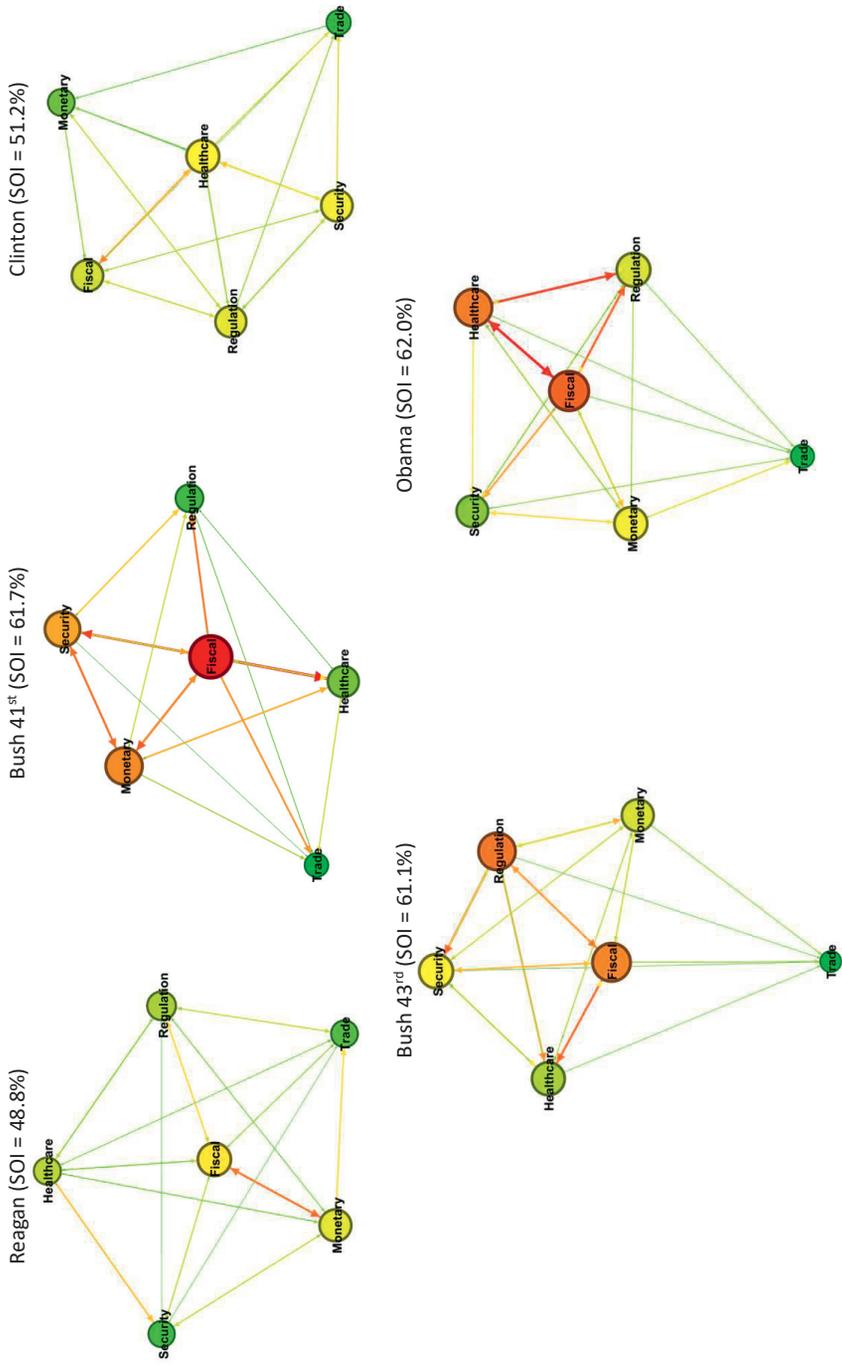 Reagan (SOI = 48.8%)
Healthcare
Regulation
Security
Fiscal
Trade
Monetary
Bush 41st (SOI = 61.7%)
Security
Regulation
Monetary
Fiscal
Healthcare
Trade
Clinton (SOI = 51.2%)
Monetary
Fiscal
Healthcare
Trade
Regulation
Security
Bush 43rd (SOI = 61.1%)
Security
Regulation
Healthcare
Fiscal
Monetary
Trade
Obama (SOI = 62.0%)
Security
Healthcare
Fiscal
Monetary
Regulation
Trade